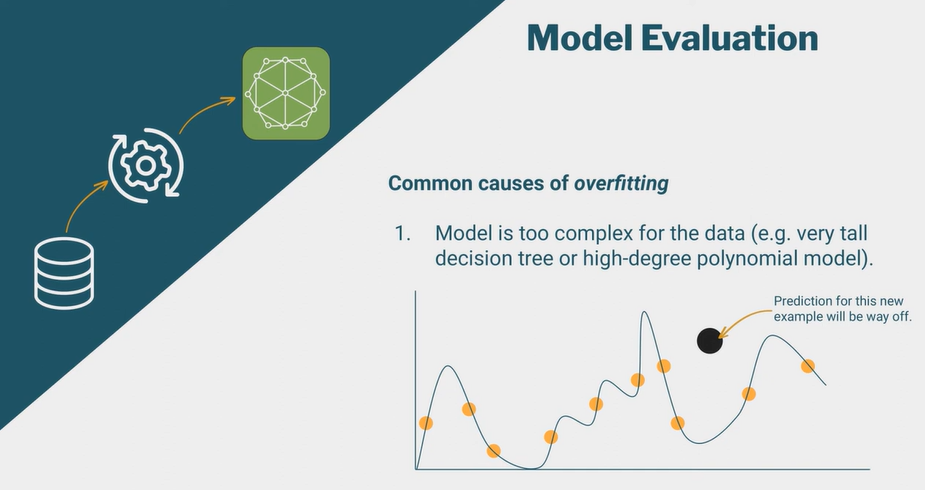 Model Evaluation
Common causes of overfitting
1. Model is too complex for the data (e.g. very tall
decision tree or high-degree polynomial model).
Prediction for this new
example will be way off.